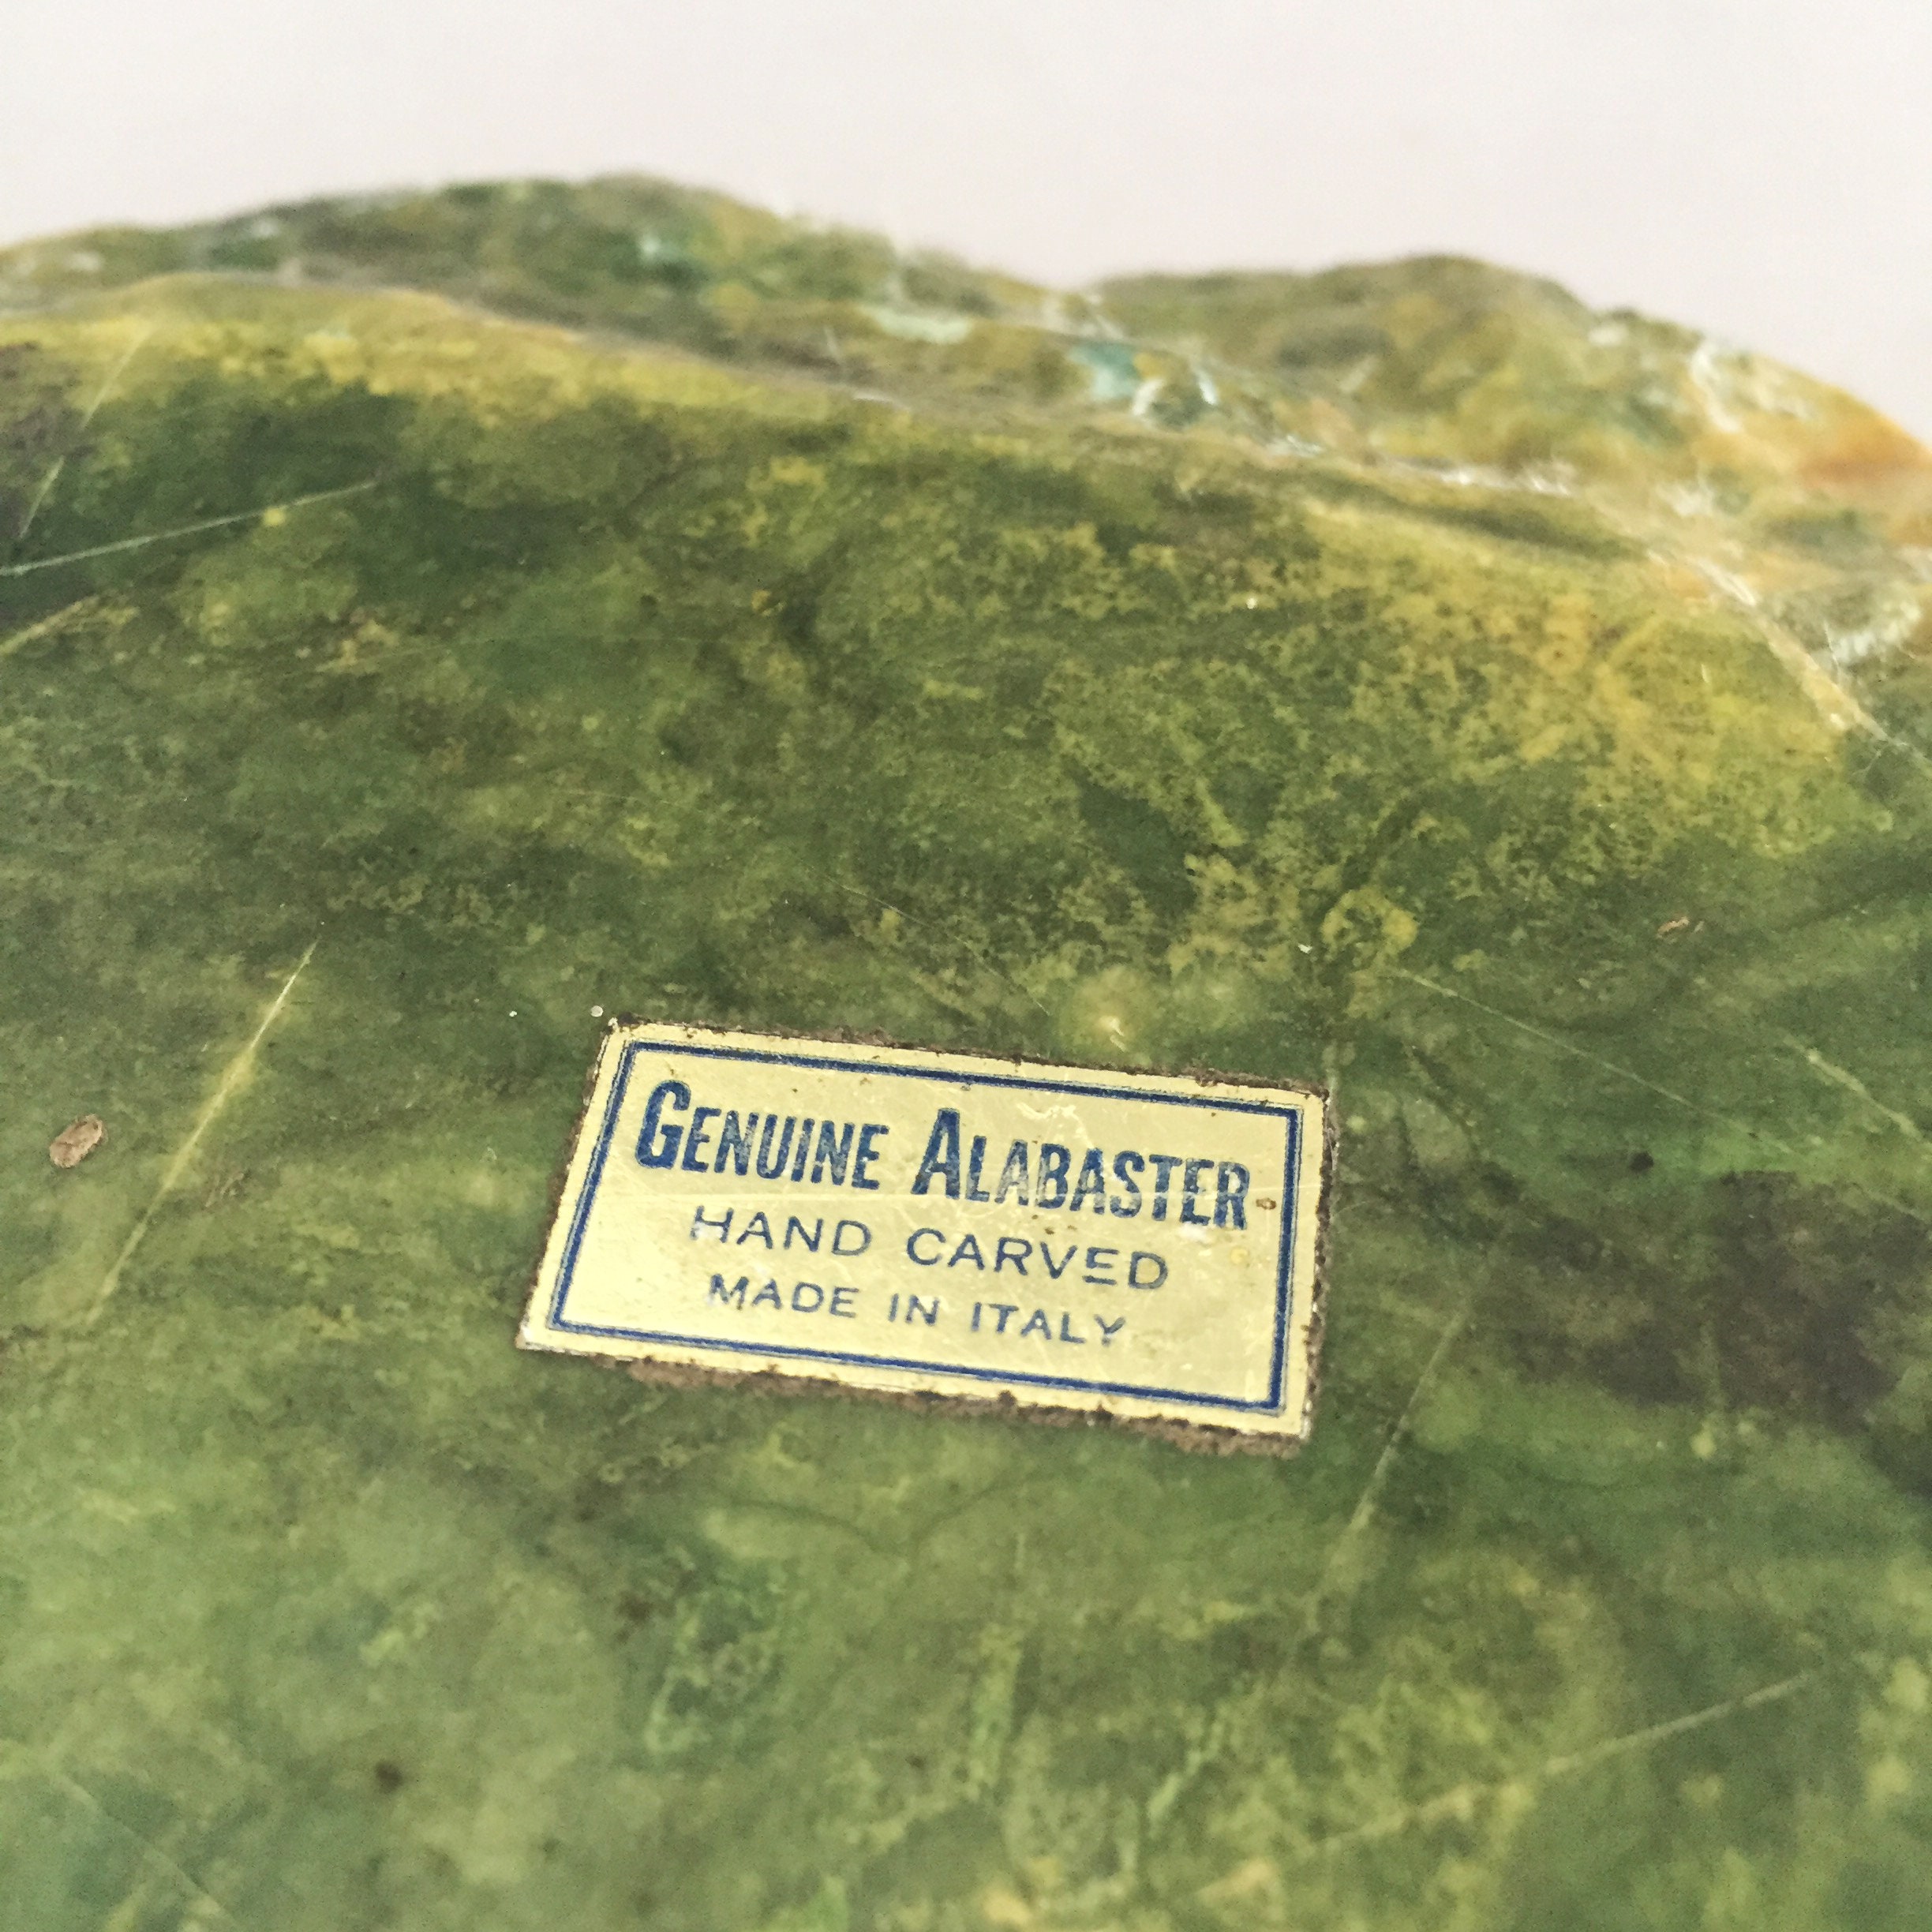 GENUINE ALABASTER
HAND CARVED
MADE IN ITALY